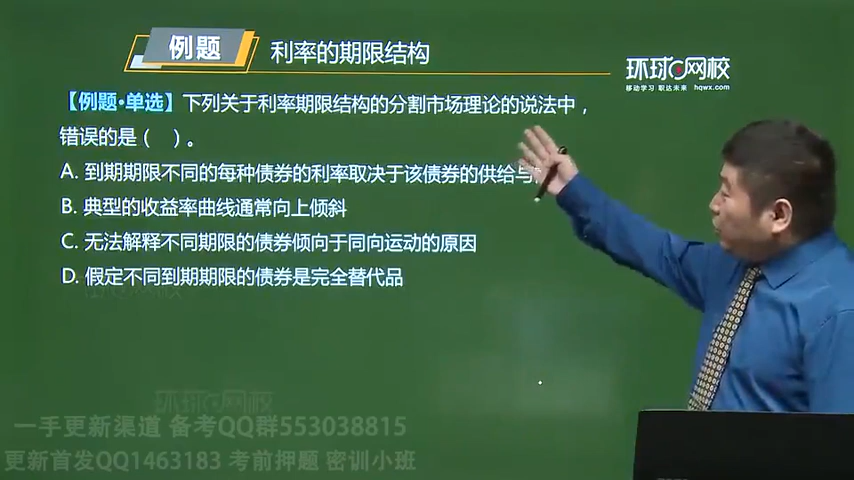 例题 利率的期限结构
环球网校
移动学习 职达未来 hqwx.com
【例题•单选】下列关于利率期限结构的分割市场理论的说法中，
错误的是（ ）。
A. 到期期限不同的每种债券的利率取决于该债券的供给与
B. 典型的收益率曲线通常向上倾斜
C. 无法解释不同期限的债券倾向于同向运动的原因
D. 假定不同到期期限的债券是完全替代品
环球网校
一手更新渠道 备考QQ群553038815
更新首发QQ1463183 考前押题 密训小班